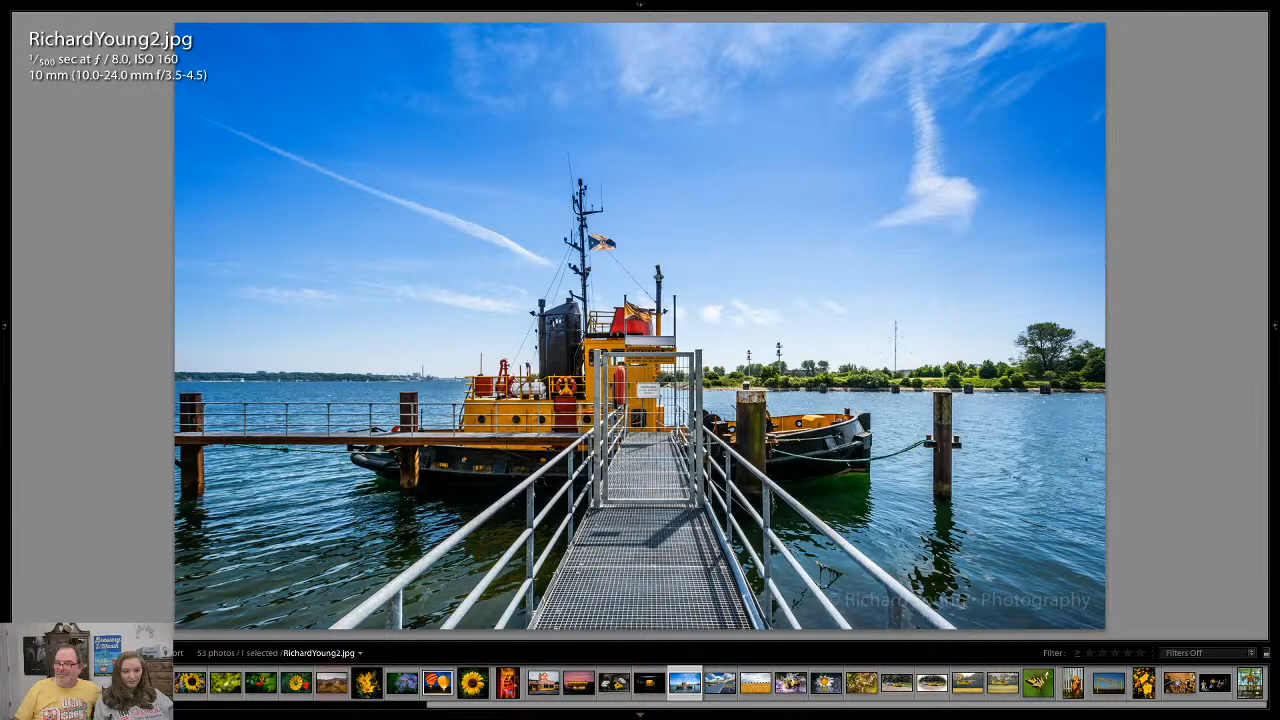 RichardYoung2.jpg
1/500 sec at ƒ / 8.0, ISO 160
10 mm (10.0-24.0 mm f/3.5-4.5)
Photography
53 photos / 1 selected / RichardYoung2.jpg
Filter :
Filters Off